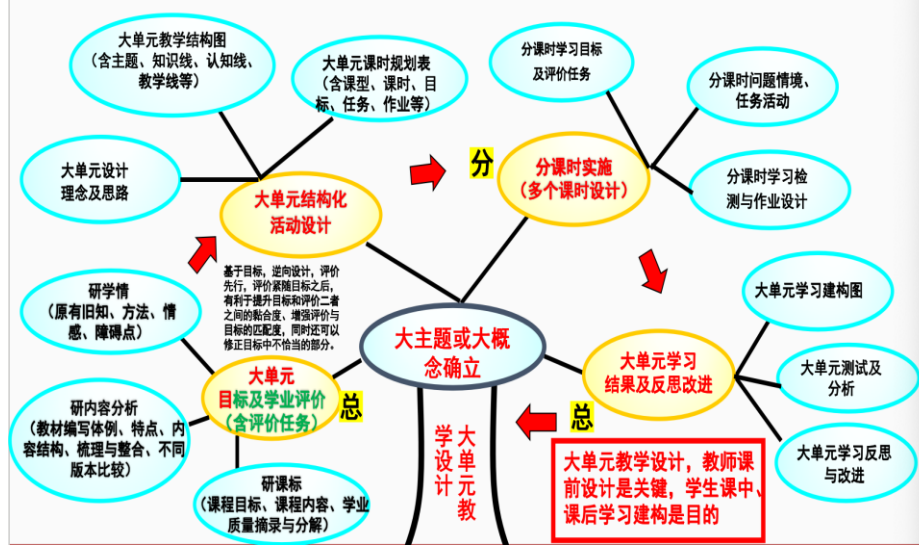 大单元教学结构图
（含主题、知识线、认知线、
教学线等）
大单元课时规划表
（含课型、课时、目
标、任务、作业等）
大单元设计
理念及思路
大单元结构化
活动设计
分
分课时学习目标
及评价任务
分课时问题情境、
任务活动
分课时实施
（多个课时设计）
分课时学习检
测与作业设计
基于目标，逆向设计，评价
先行，评价紧随目标之后，
有利于提升目标和评价二者
之间的黏合度、增强评价与
目标的匹配度，同时还可以
修正目标中不恰当的部分。
研学情
（原有旧知、方法、情
感、障碍点）
大单元
目标及学业评价
（含评价任务）
总
研内容分析
（教材编写体例、特点、内
容结构、梳理与整合、不同
版本比较）
研课标
（课程目标、课程内容、学业
质量摘录与分解）
大主题或大概
念确立
大单元教
学设计
大单元学习
结果及反思改进
总
大单元学习建构图
大单元测试及
分析
大单元学习反思
与改进
大单元教学设计，教师课
前设计是关键，学生课中、
课后学习建构是目的